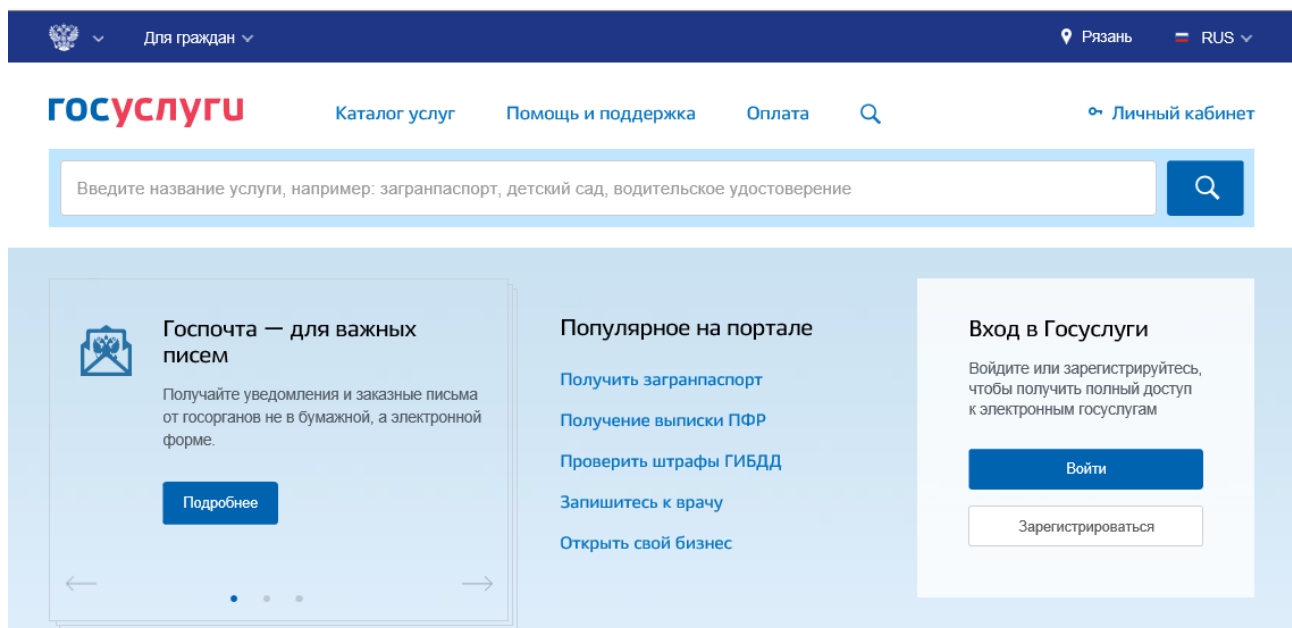 Для граждан
Рязань
RUS
госуслуги
Каталог услуг
Помощь и поддержка
Оплата
Личный кабинет
Введите название услуги, например: загранпаспорт, детский сад, водительское удостоверение
Госпочта — для важных
писем
Получайте уведомления и заказные письма
от госорганов не в бумажной, а электронной
форме.
Подробнее
Популярное на портале
Получить загранпаспорт
Получение выписки ПФР
Проверить штрафы ГИБДД
Запишитесь к врачу
Открыть свой бизнес
Вход в Госуслуги
Войдите или зарегистрируйтесь,
чтобы получить полный доступ
к электронным госуслугам
Войти
Зарегистрироваться